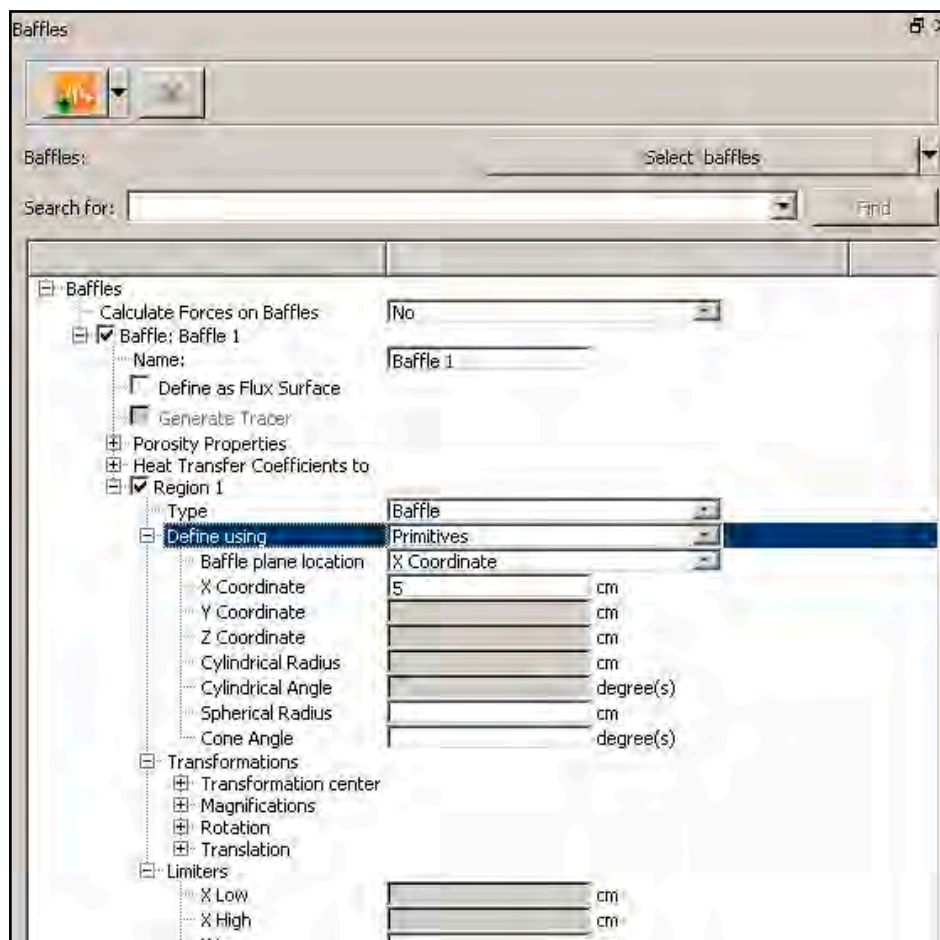 Baffles
Baffles: Select baffles
Search for: Find
Baffles
Calculate Forces on Baffles No
Baffle: Baffle 1
Name: Baffle 1
Define as Flux Surface
Generate Tracer
Porosity Properties
Heat Transfer Coefficients to
Region 1
Type Baffle
Define using Primitives
Baffle plane location X Coordinate
X Coordinate 5 cm
Y Coordinate cm
Z Coordinate cm
Cylindrical Radius cm
Cylindrical Angle degree(s)
Spherical Radius cm
Cone Angle degree(s)
Transformations
Transformation center
Magnifications
Rotation
Translation
Limiters
X Low cm
X High cm